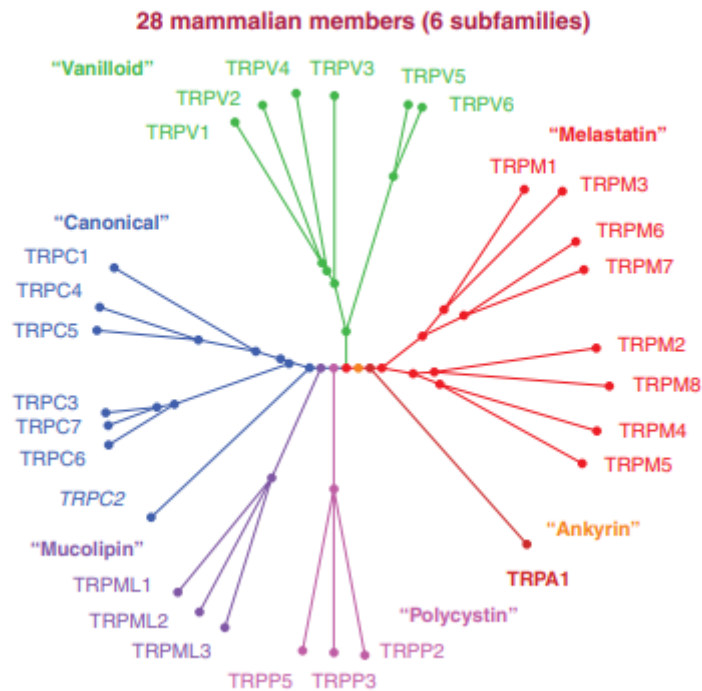 28 mammalian members (6 subfamilies)
“Vanilloid”
TRPV4
TRPV3
TRPV5
TRPV2
TRPV6
TRPV1
“Melastatin”
TRPM1
TRPM3
TRPM6
TRPM7
TRPM2
TRPM8
TRPM4
TRPM5
“Canonical”
TRPC1
TRPC4
TRPC5
TRPC3
TRPC7
TRPC6
TRPC2
“Ankyrin”
TRPA1
“Mucolipin”
TRPML1
TRPML2
TRPML3
“Polycystin”
TRPP2
TRPP5
TRPP3